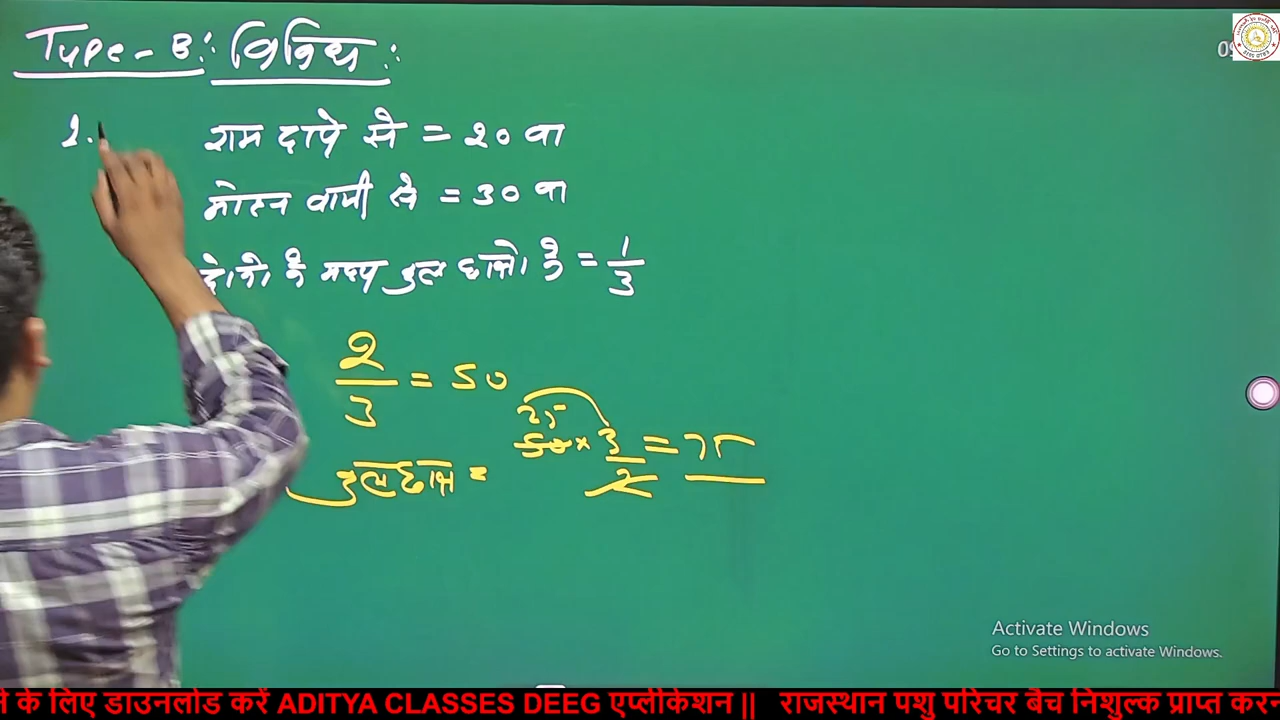 Type - B : विविध :
1. राम दाये से = 20 वा
मोहन बायी से = 30 वा
दोनो के मध्य कुल छात्रो के = 1/3
2/3 = 50
25
कुल छात्र = 50 × 3/2 = 75
Activate Windows
Go to Settings to activate Windows.
के लिए डाउनलोड करें ADITYA CLASSES DEEG एप्लीकेशन || राजस्थान पशु परिचर बैच निशुल्क प्राप्त